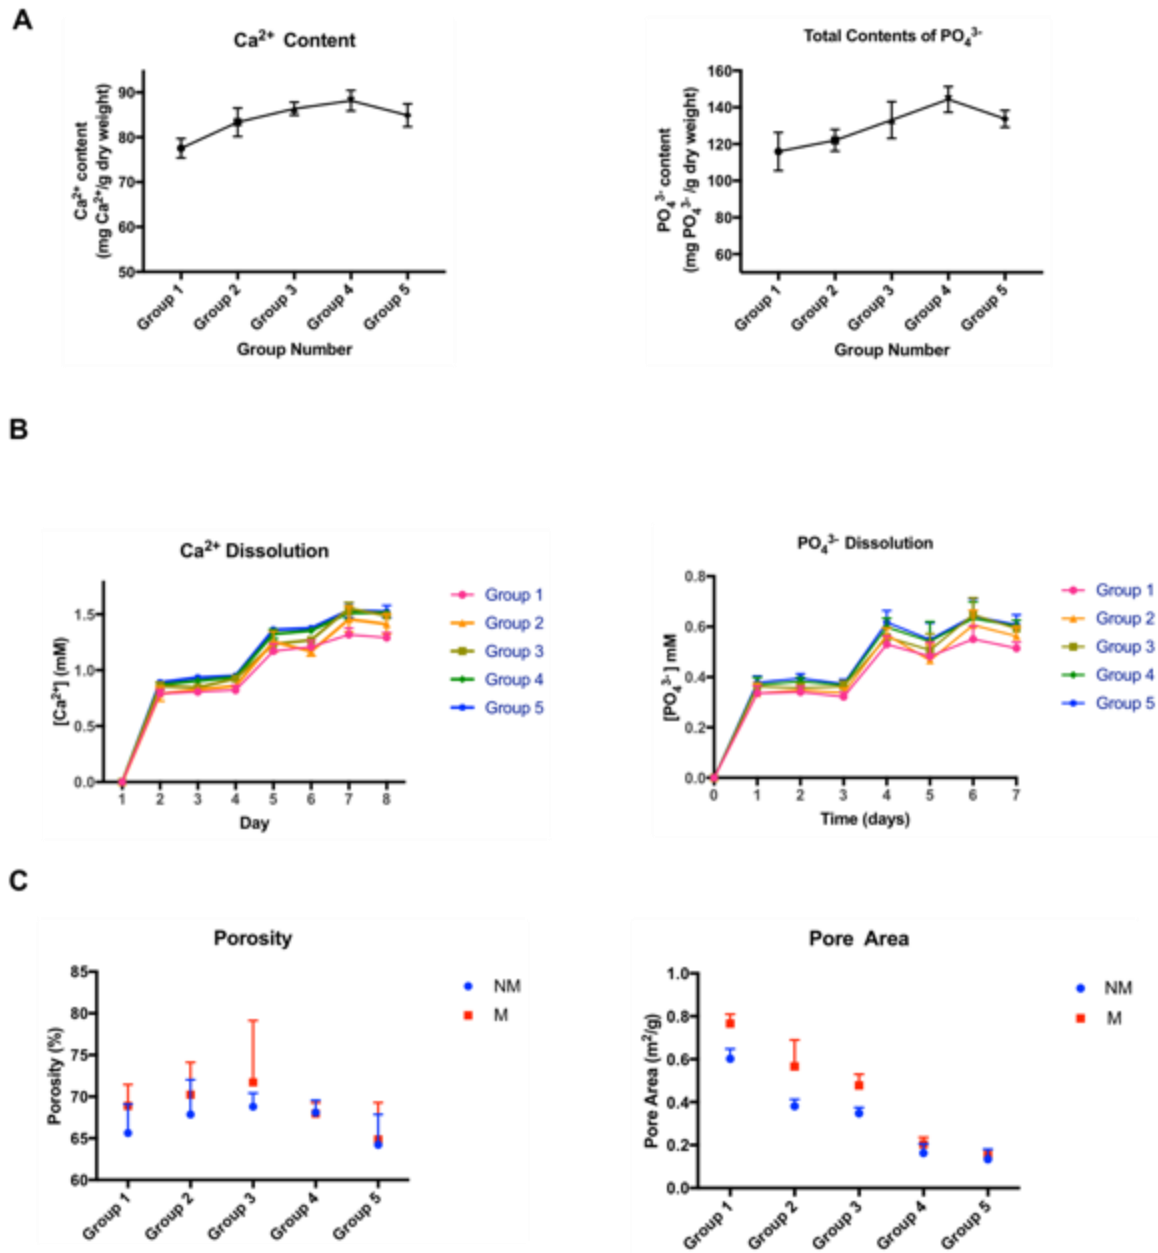 A
Ca²⁺ Content
Ca²⁺ content
(mg Ca²⁺/g dry weight)
90
80
70
60
50
Group 1
Group 2
Group 3
Group 4
Group 5
Group Number
Total Contents of PO₄³⁻
PO₄³⁻ content
(mg PO₄³⁻ /g dry weight)
160
140
120
100
80
60
Group 1
Group 2
Group 3
Group 4
Group 5
Group Number
B
Ca²⁺ Dissolution
[Ca²⁺] (mM)
1.5
1.0
0.5
0.0
1 2 3 4 5 6 7 8
Day
Group 1
Group 2
Group 3
Group 4
Group 5
PO₄³⁻ Dissolution
[PO₄³⁻] mM
0.8
0.6
0.4
0.2
0.0
0 1 2 3 4 5 6 7
Time (days)
Group 1
Group 2
Group 3
Group 4
Group 5
C
Porosity
Porosity (%)
85
80
75
70
65
60
Group 1
Group 2
Group 3
Group 4
Group 5
NM
M
Pore Area
Pore Area (m²/g)
1.0
0.8
0.6
0.4
0.2
0.0
Group 1
Group 2
Group 3
Group 4
Group 5
NM
M